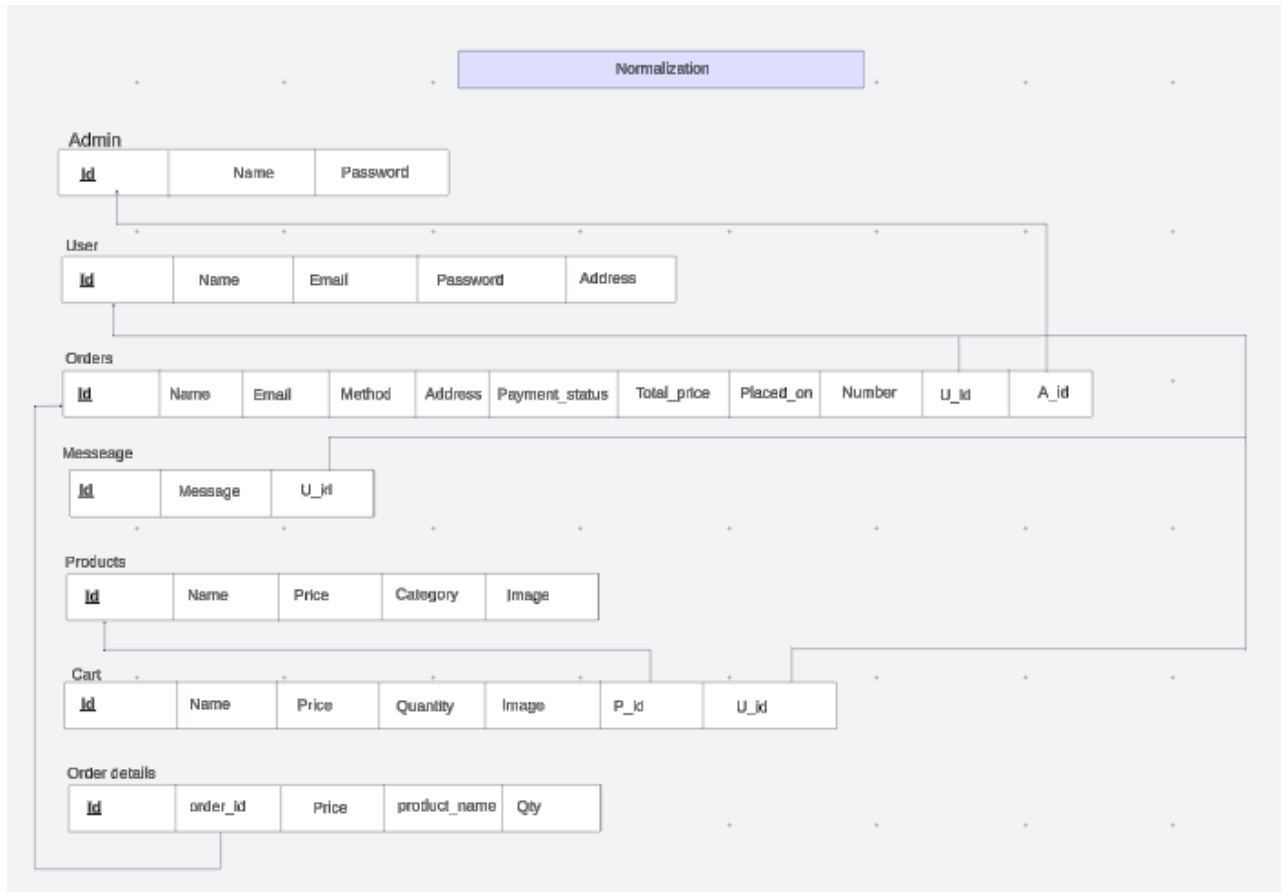 Normalization
Admin
Id Name Password
User
Id Name Email Password Address
Orders
Id Name Email Method Address Payment_status Total_price Placed_on Number U_id A_id
Messeage
Id Message U_id
Products
Id Name Price Category Image
Cart
Id Name Price Quantity Image P_id U_id
Order details
Id order_id Price product_name Qty